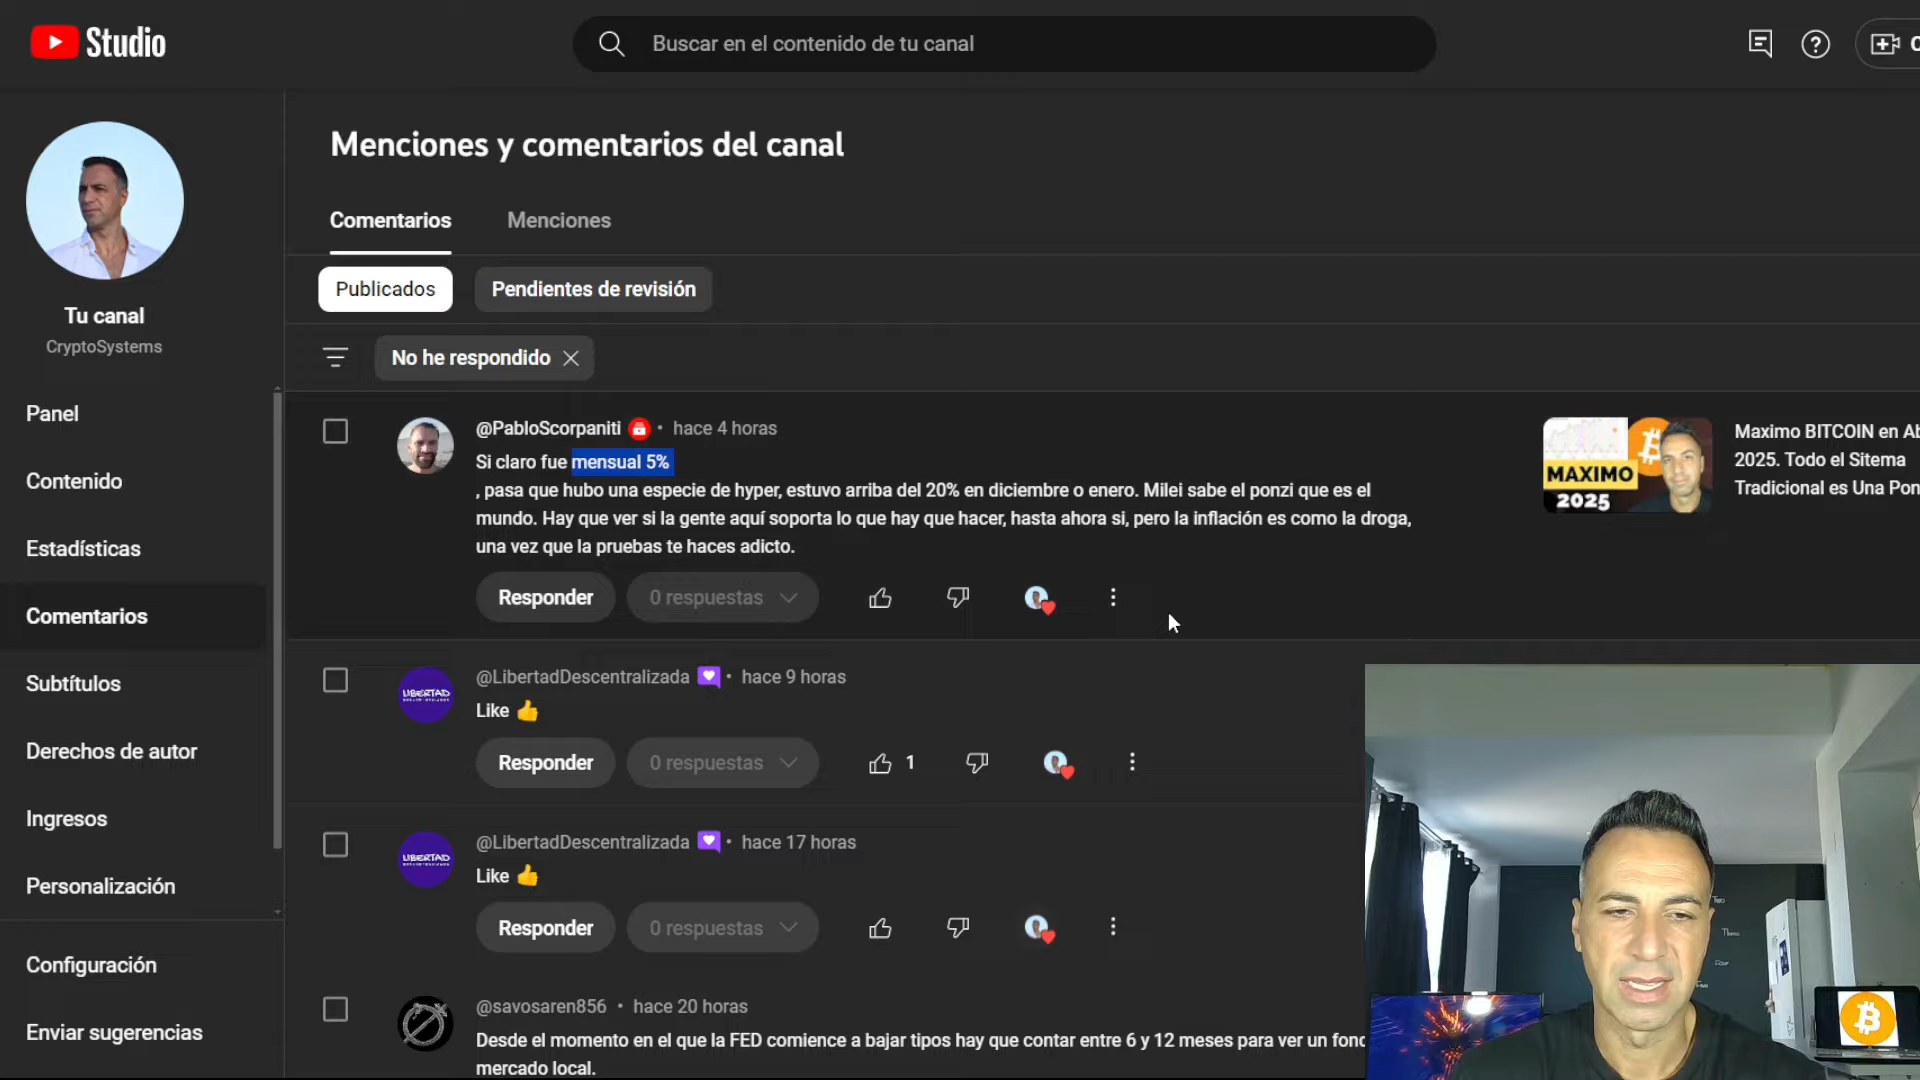 Studio
Buscar en el contenido de tu canal
Tu canal
CryptoSystems
Panel
Contenido
Estadísticas
Comentarios
Subtítulos
Derechos de autor
Ingresos
Personalización
Configuración
Enviar sugerencias
Menciones y comentarios del canal
Comentarios Menciones
Publicados Pendientes de revisión
No he respondido
@PabloScorpaniti • hace 4 horas
Si claro fue mensual 5%
, pasa que hubo una especie de hyper, estuvo arriba del 20% en diciembre o enero. Milei sabe el ponzi que es el
mundo. Hay que ver si la gente aquí soporta lo que hay que hacer, hasta ahora si, pero la inflación es como la droga,
una vez que la pruebas te haces adicto.
Responder 0 respuestas
MAXIMO
2025
Maximo BITCOIN en Ab
2025. Todo el Sitema
Tradicional es Una Pon
@LibertadDescentralizada • hace 9 horas
LIBERTAD
Like 👍
Responder 0 respuestas 1
@LibertadDescentralizada • hace 17 horas
LIBERTAD
Like 👍
Responder 0 respuestas
@savosaren856 • hace 20 horas
Desde el momento en el que la FED comience a bajar tipos hay que contar entre 6 y 12 meses para ver un fond
mercado local.